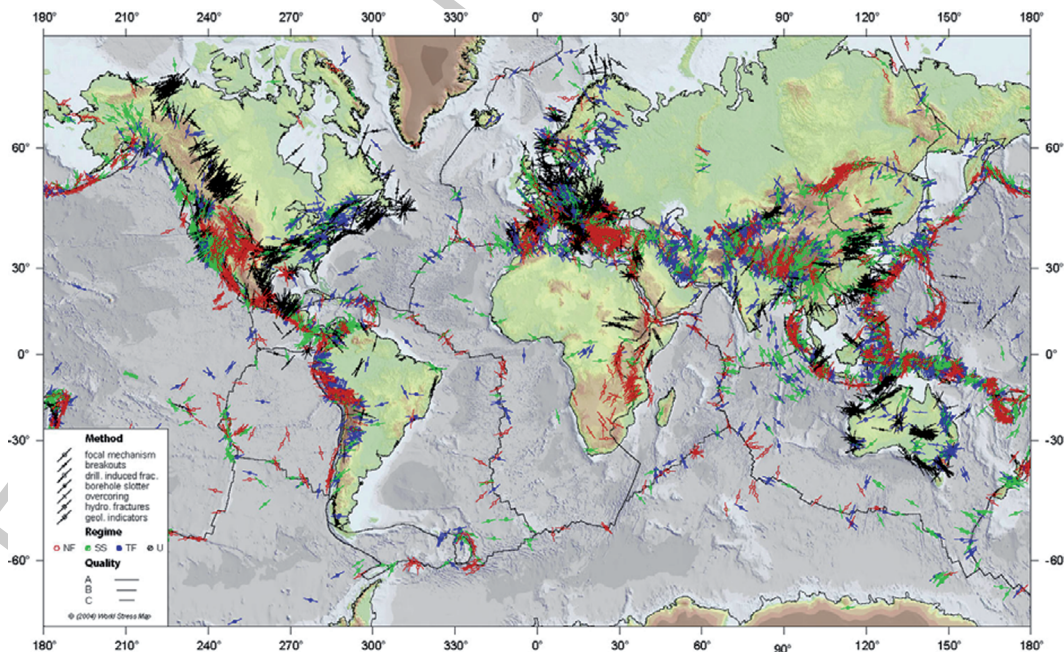 180° 210° 240° 270° 300° 330° 0° 30° 60° 90° 120° 150° 180°
60° 60°
30° 30°
0° 0°
-30° -30°
-60° -60°
Method
focal mechanism
breakouts
drill. induced frac.
borehole slotter
overcoring
hydro. fractures
geol. indicators
Regime
NF SS TF U
Quality
A
B
C
© (2004) World Stress Map
180° 210° 240° 270° 300° 330° 0° 30° 60° 90° 120° 150° 180°